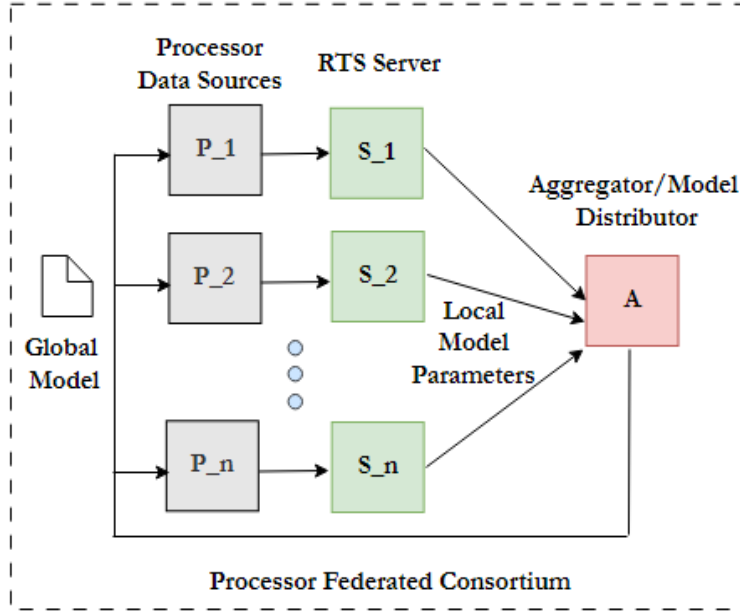 Processor
Data Sources
RTS Server
P_1
S_1
Aggregator/Model
Distributor
P_2
S_2
A
Global
Model
Local
Model
Parameters
P_n
S_n
Processor Federated Consortium